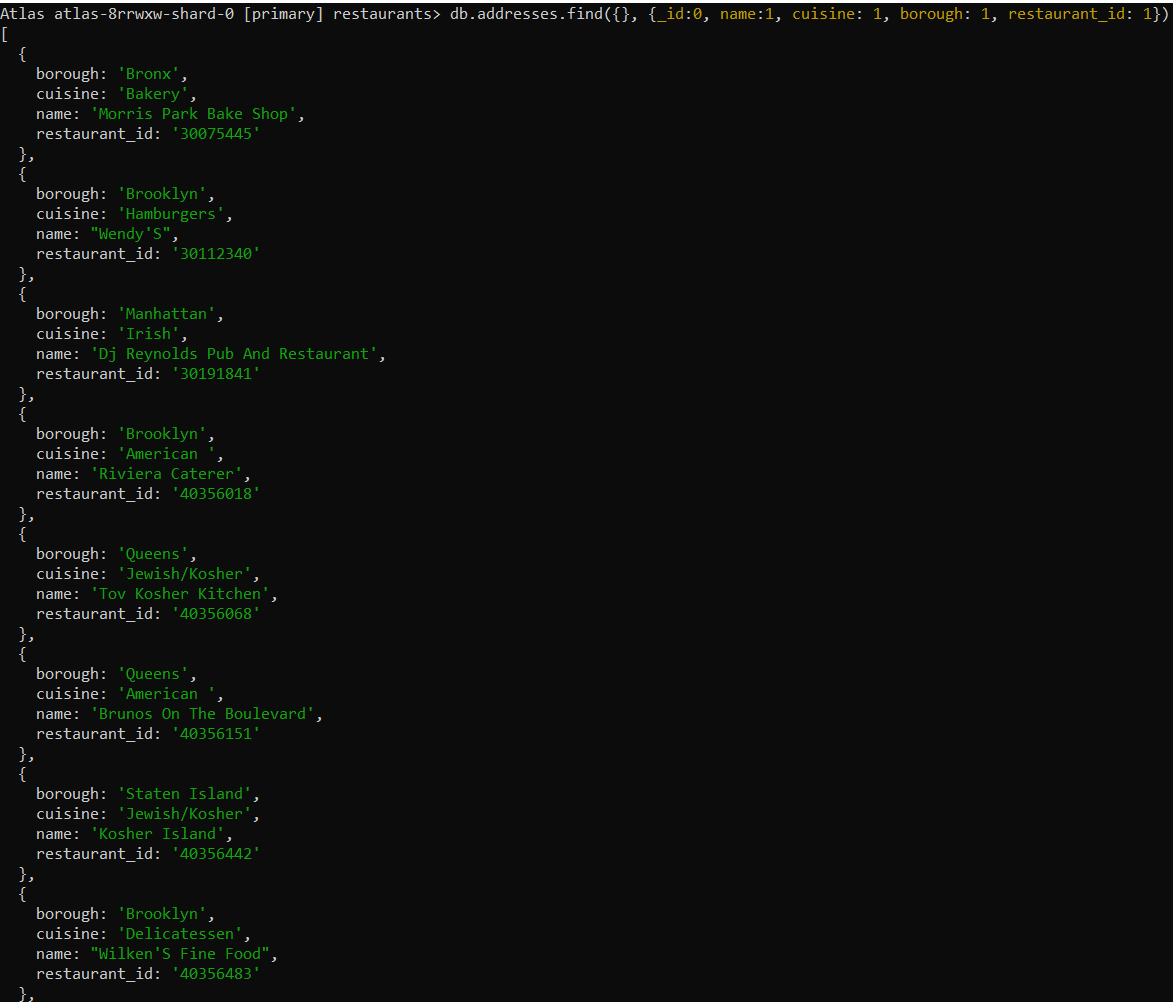 Atlas atlas-8rrwxw-shard-0 [primary] restaurants> db.addresses.find({}, {_id:0, name:1, cuisine: 1, borough: 1, restaurant_id: 1})
[
  {
    borough: 'Bronx',
    cuisine: 'Bakery',
    name: 'Morris Park Bake Shop',
    restaurant_id: '30075445'
  },
  {
    borough: 'Brooklyn',
    cuisine: 'Hamburgers',
    name: "Wendy'S",
    restaurant_id: '30112340'
  },
  {
    borough: 'Manhattan',
    cuisine: 'Irish',
    name: 'Dj Reynolds Pub And Restaurant',
    restaurant_id: '30191841'
  },
  {
    borough: 'Brooklyn',
    cuisine: 'American ',
    name: 'Riviera Caterer',
    restaurant_id: '40356018'
  },
  {
    borough: 'Queens',
    cuisine: 'Jewish/Kosher',
    name: 'Tov Kosher Kitchen',
    restaurant_id: '40356068'
  },
  {
    borough: 'Queens',
    cuisine: 'American ',
    name: 'Brunos On The Boulevard',
    restaurant_id: '40356151'
  },
  {
    borough: 'Staten Island',
    cuisine: 'Jewish/Kosher',
    name: 'Kosher Island',
    restaurant_id: '40356442'
  },
  {
    borough: 'Brooklyn',
    cuisine: 'Delicatessen',
    name: "Wilken'S Fine Food",
    restaurant_id: '40356483'
  },